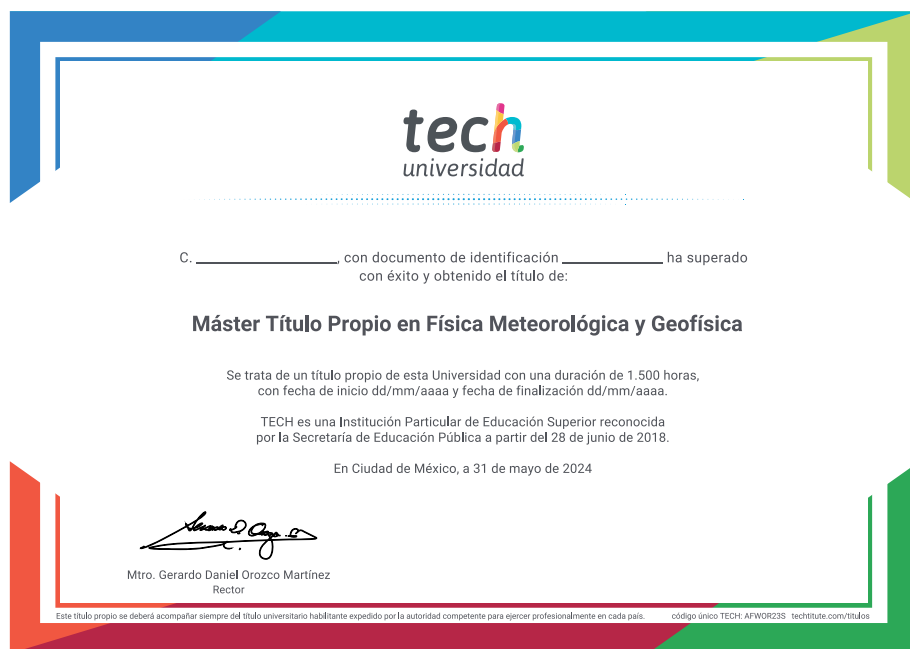 tech
universidad
C. ____________, con documento de identificación ____________ ha superado
con éxito y obtenido el título de:
Máster Título Propio en Física Meteorológica y Geofísica
Se trata de un título propio de esta Universidad con una duración de 1.500 horas,
con fecha de inicio dd/mm/aaaa y fecha de finalización dd/mm/aaaa.
TECH es una Institución Particular de Educación Superior reconocida
por la Secretaría de Educación Pública a partir del 28 de junio de 2018.
En Ciudad de México, a 31 de mayo de 2024
Mtro. Gerardo Daniel Orozco Martínez
Rector
Este título propio se deberá acompañar siempre del título universitario habilitante expedido por la autoridad competente para ejercer profesionalmente en cada país. código único TECH: AFWOR23S techtitute.com/titulos